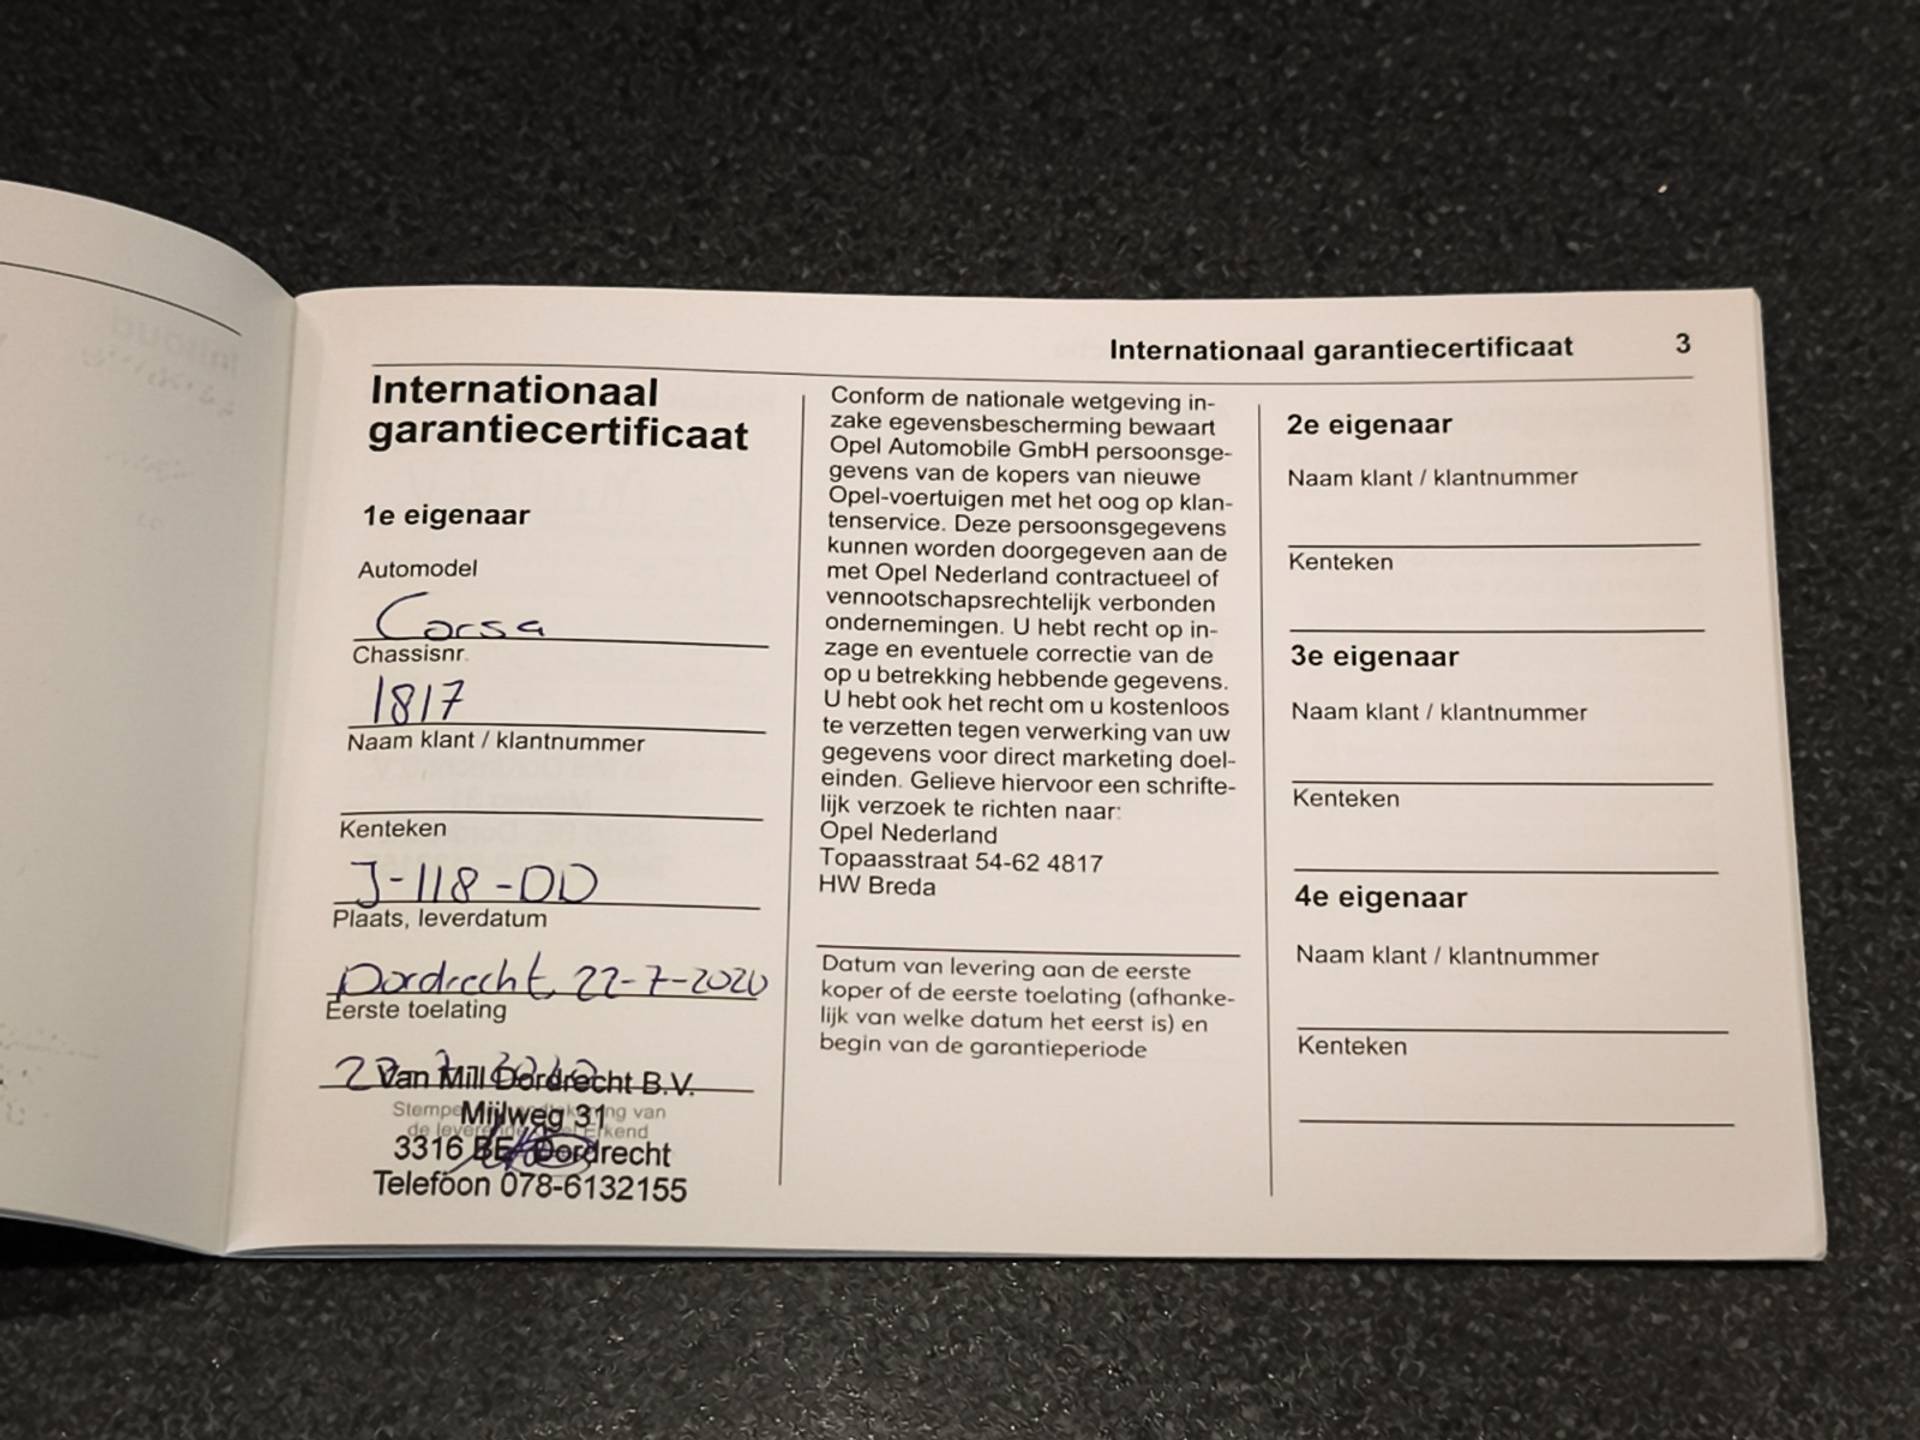 Internationaal garantiecertificaat 3
Internationaal
garantiecertificaat
1e eigenaar
Automodel
Corsa
Chassisnr.
1817
Naam klant / klantnummer
Kenteken
J-118-DD
Plaats, leverdatum
Dordrecht, 22-7-2020
Eerste toelating
Van Mill Dordrecht B.V.
Mijlweg 31
3316 BE Dordrecht
Telefoon 078-6132155
Conform de nationale wetgeving in-
zake egevensbescherming bewaart
Opel Automobile GmbH persoonsge-
gevens van de kopers van nieuwe
Opel-voertuigen met het oog op klan-
tenservice. Deze persoonsgegevens
kunnen worden doorgegeven aan de
met Opel Nederland contractueel of
vennootschapsrechtelijk verbonden
ondernemingen. U hebt recht op in-
zage en eventuele correctie van de
op u betrekking hebbende gegevens.
U hebt ook het recht om u kostenloos
te verzetten tegen verwerking van uw
gegevens voor direct marketing doel-
einden. Gelieve hiervoor een schrifte-
lijk verzoek te richten naar:
Opel Nederland
Topaasstraat 54-62 4817
HW Breda
Datum van levering aan de eerste
koper of de eerste toelating (afhanke-
lijk van welke datum het eerst is) en
begin van de garantieperiode
2e eigenaar
Naam klant / klantnummer
Kenteken
3e eigenaar
Naam klant / klantnummer
Kenteken
4e eigenaar
Naam klant / klantnummer
Kenteken